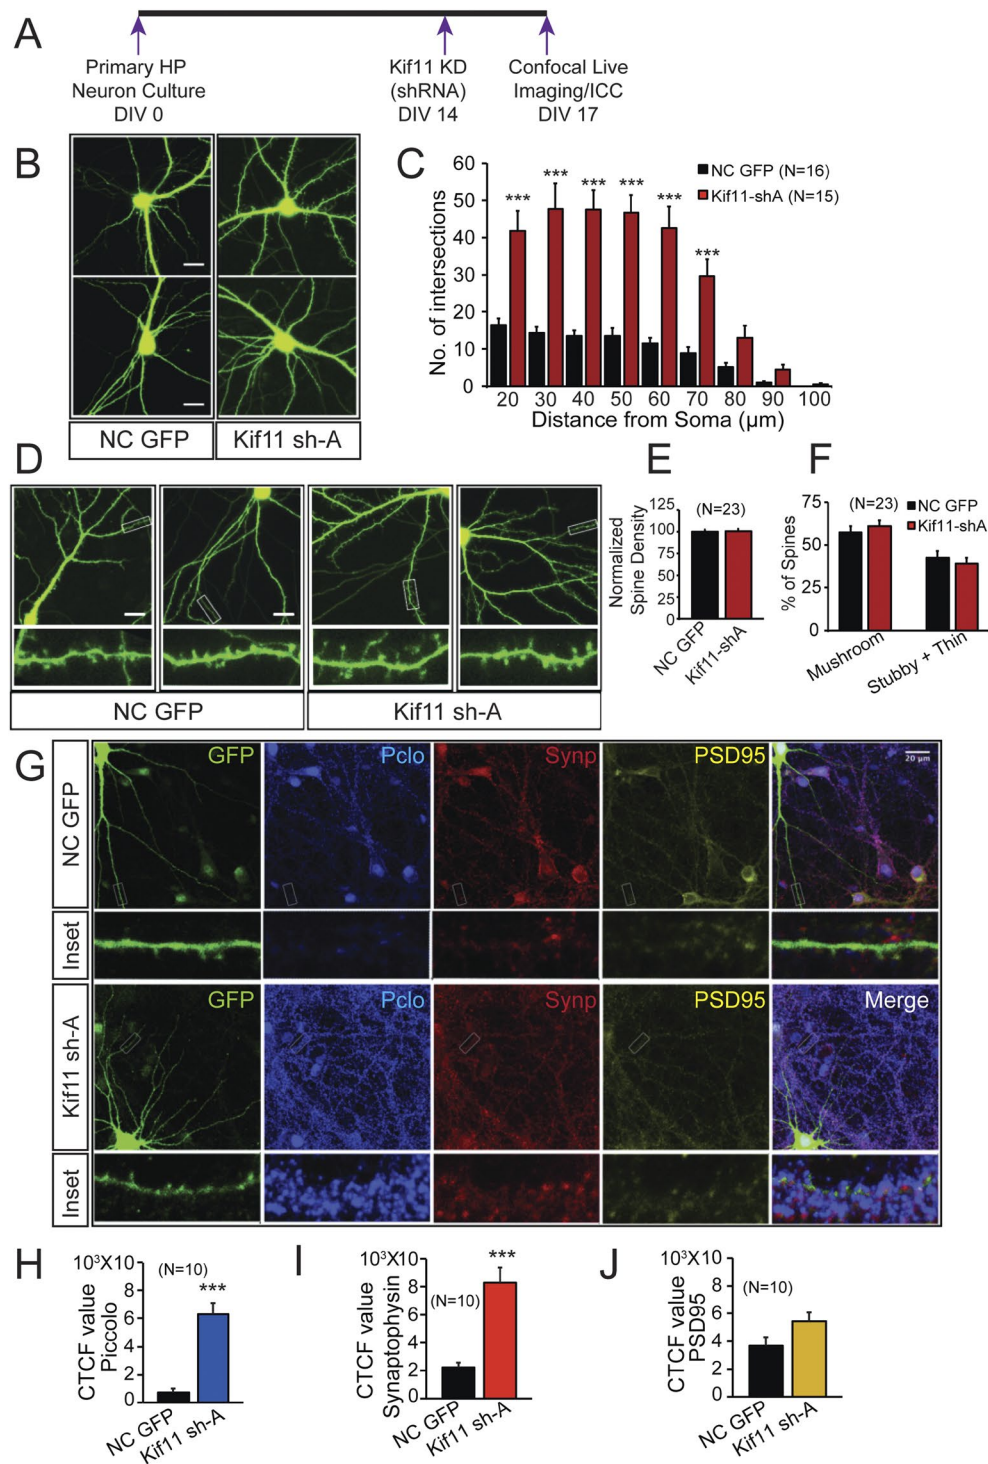 A
Primary HP
Neuron Culture
DIV 0
Kif11 KD
(shRNA)
DIV 14
Confocal Live
Imaging/ICC
DIV 17
B
NC GFP
Kif11 sh-A
C
60
50
40
30
20
10
0
No. of intersections
NC GFP (N=16)
Kif11-shA (N=15)
***
***
***
***
***
***
20 30 40 50 60 70 80 90 100
Distance from Soma (µm)
D
NC GFP
Kif11 sh-A
E
Normalized
Spine Density
125
100
75
50
25
0
(N=23)
NC GFP
Kif11-shA
F
% of Spines
75
50
25
0
(N=23)
NC GFP
Kif11-shA
Mushroom
Stubby + Thin
G
NC GFP
GFP
Pclo
Synp
PSD95
20 µm
Inset
Kif11 sh-A
GFP
Pclo
Synp
PSD95
Merge
Inset
H
10³X10
8
6
4
2
0
CTCF value
Piccolo
(N=10)
***
NC GFP
Kif11 sh-A
I
10³X10
8
6
4
2
0
CTCF value
Synaptophysin
(N=10)
***
NC GFP
Kif11 sh-A
J
10³X10
8
6
4
2
0
CTCF value
PSD95
(N=10)
NC GFP
Kif11 sh-A